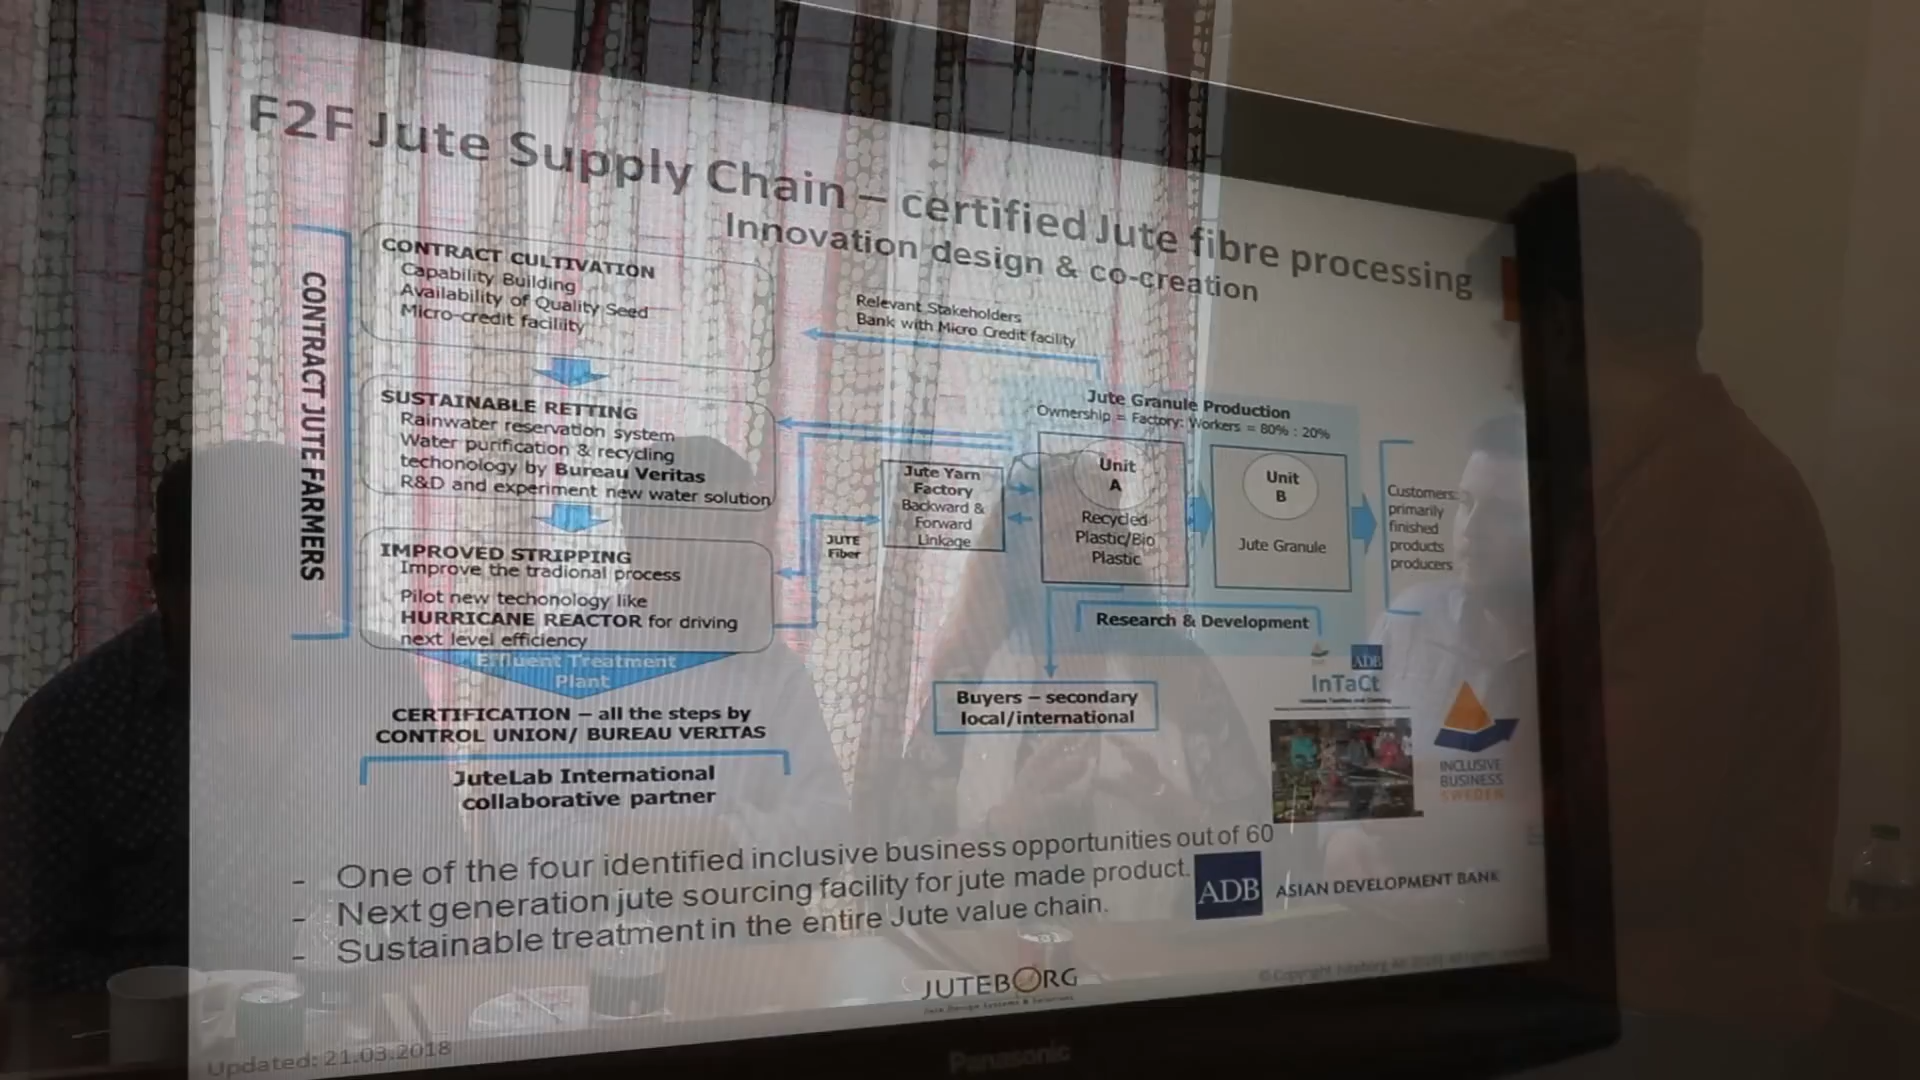 F2F Jute Supply Chain – certified Jute fibre processing
Innovation design & co-creation
CONTRACT JUTE FARMERS
CONTRACT CULTIVATION
Capability Building
Availability of Quality Seed
Micro-credit facility
SUSTAINABLE RETTING
Rainwater reservation system
Water purification & recycling
techonology by Bureau Veritas
R&D and experiment new water solution
IMPROVED STRIPPING
Improve the tradional process
Pilot new techonology like
HURRICANE REACTOR for driving
next level efficiency
Effluent Treatment
Plant
CERTIFICATION – all the steps by
CONTROL UNION/ BUREAU VERITAS
JuteLab International
collaborative partner
Relevant Stakeholders
Bank with Micro Credit facility
JUTE
Fiber
Jute Yarn
Factory
Backward &
Forward
Linkage
Jute Granule Production
Ownership = Factory: Workers = 80% : 20%
Unit
A
Recycled
Plastic/Bio
Plastic
Unit
B
Jute Granule
Customers:
primarily
finished
products
producers
Research & Development
Buyers – secondary
local/international
ADB
InTaCt
INCLUSIVE
BUSINESS
SWEDEN
- One of the four identified inclusive business opportunities out of 60
- Next generation jute sourcing facility for jute made product.
- Sustainable treatment in the entire Jute value chain.
ADB ASIAN DEVELOPMENT BANK
JUTEBORG
Updated: 21.03.2018
Panasonic